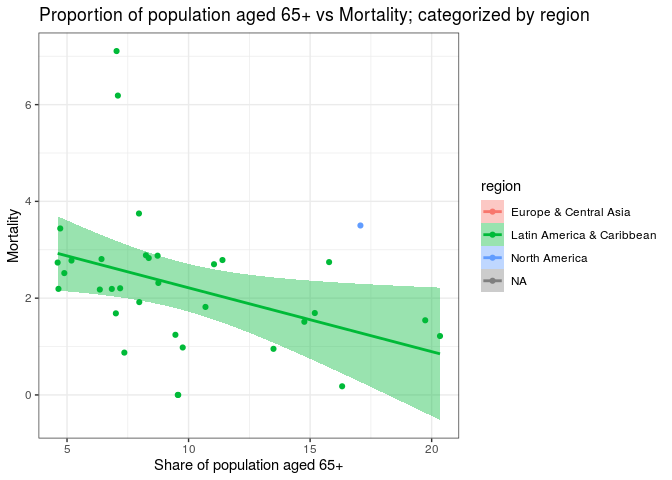 Proportion of population aged 65+ vs Mortality; categorized by region
6
4
2
0
Mortality
5 10 15 20
Share of population aged 65+
region
Europe & Central Asia
Latin America & Caribbean
North America
NA